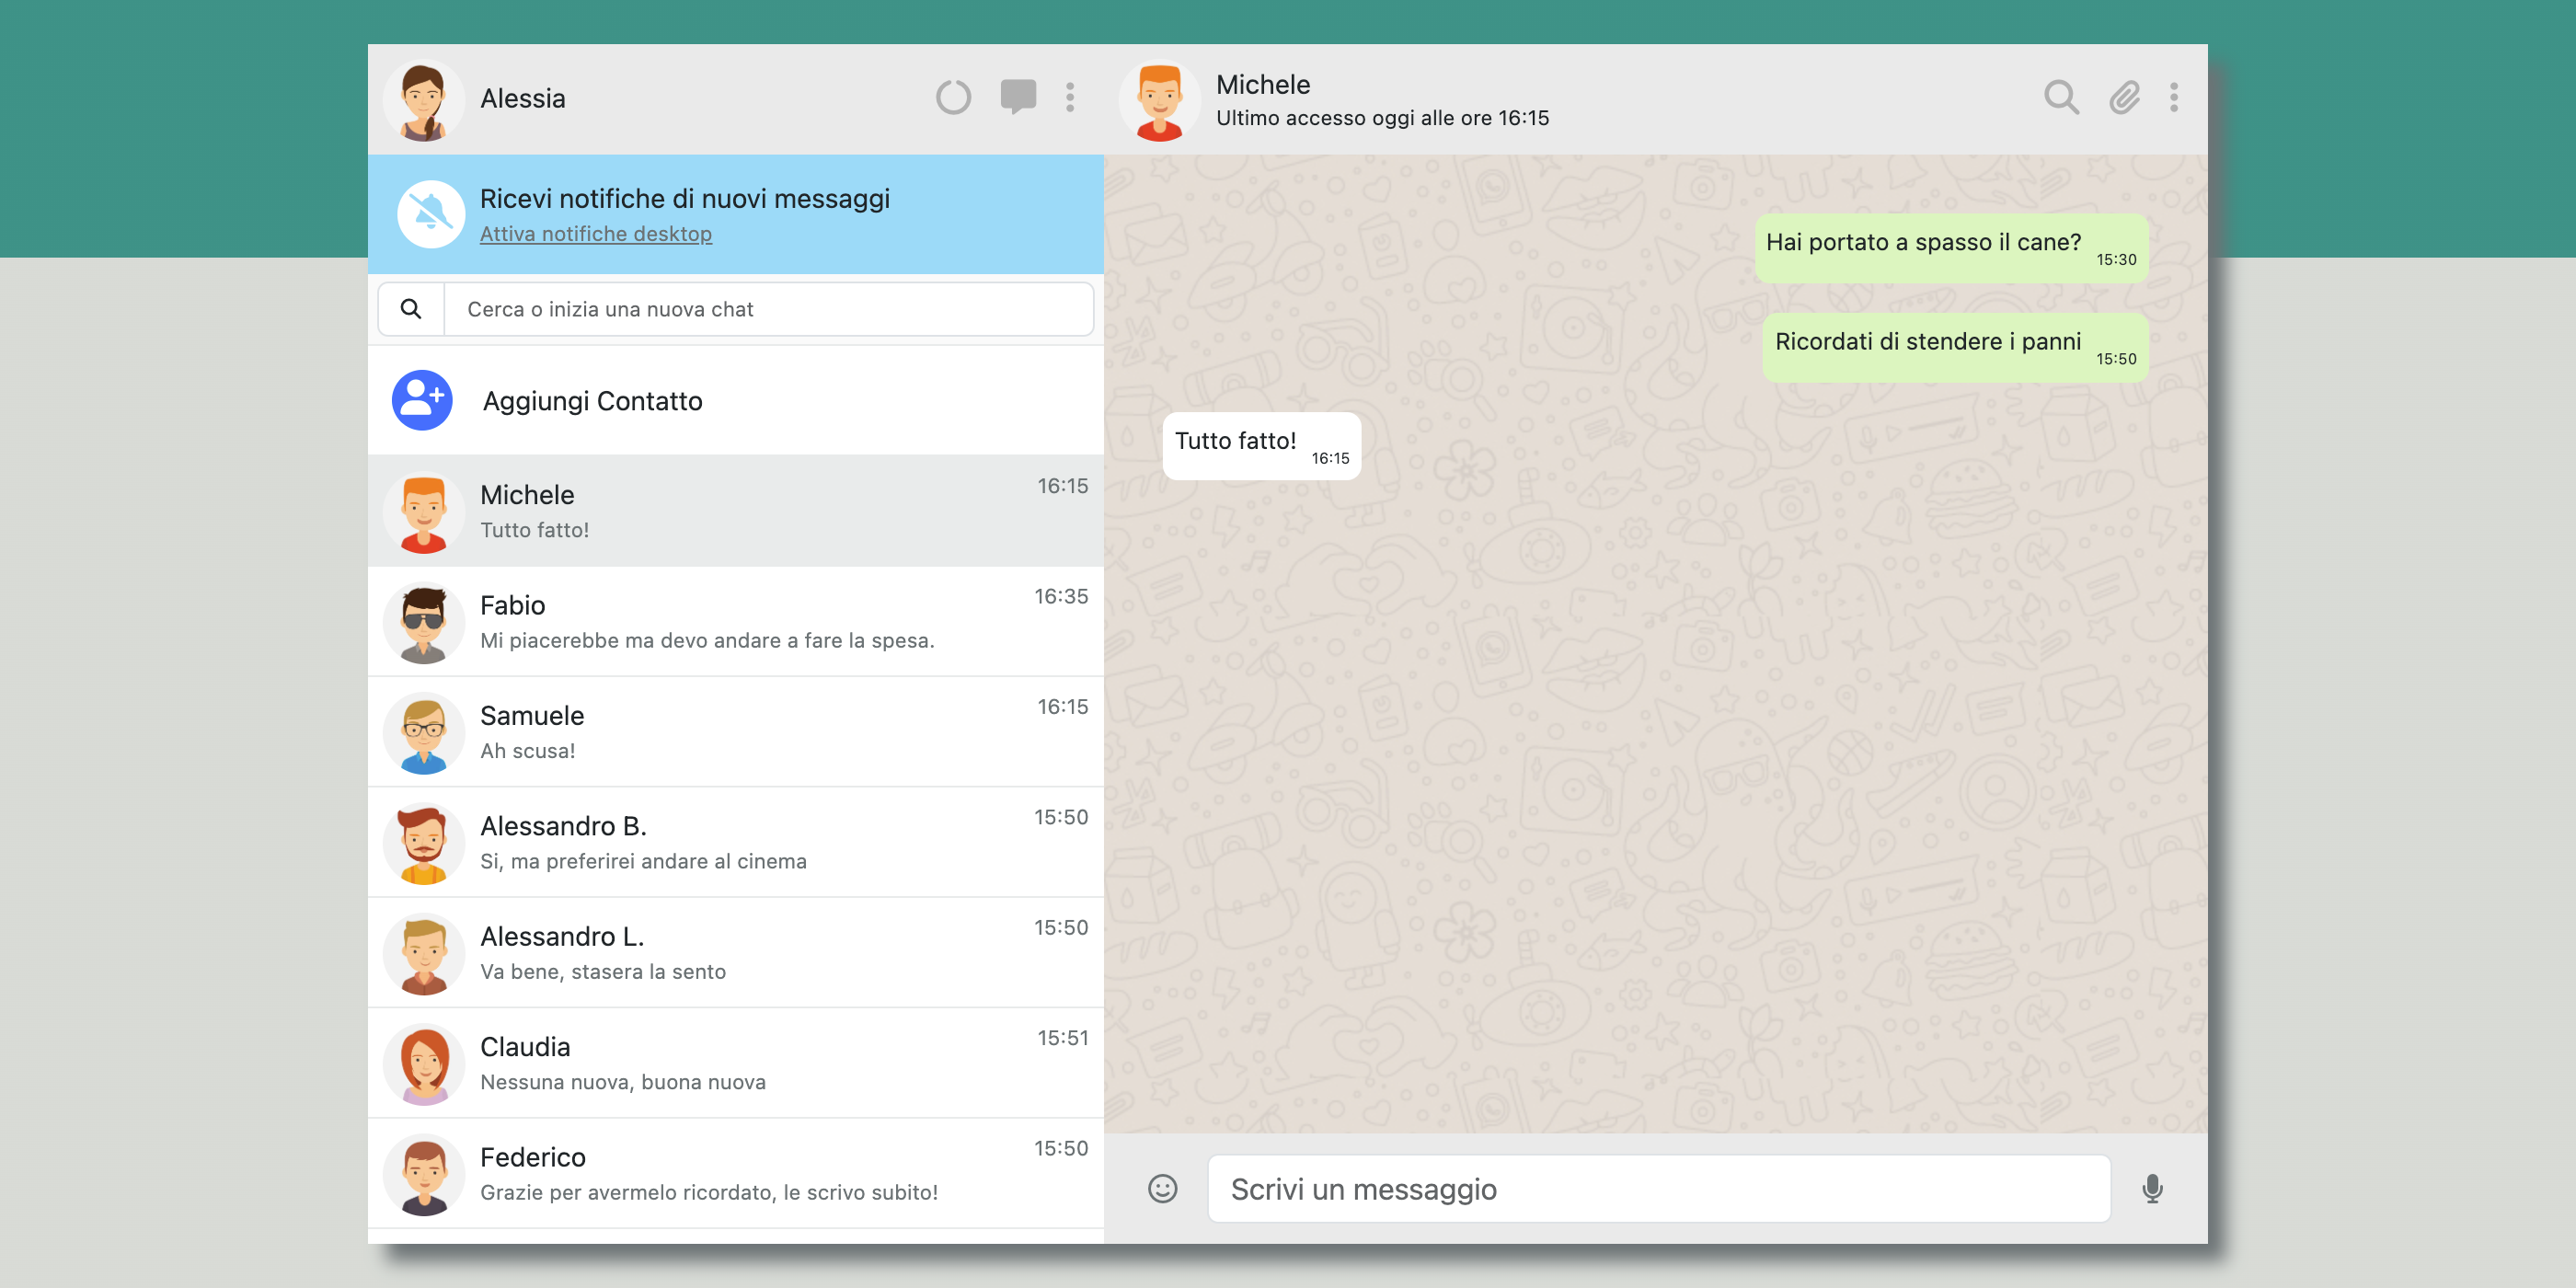 Alessia
Ricevi notifiche di nuovi messaggi
Attiva notifiche desktop
Cerca o inizia una nuova chat
Aggiungi Contatto
Michele
16:15
Tutto fatto!
Fabio
16:35
Mi piacerebbe ma devo andare a fare la spesa.
Samuele
16:15
Ah scusa!
Alessandro B.
15:50
Si, ma preferirei andare al cinema
Alessandro L.
15:50
Va bene, stasera la sento
Claudia
15:51
Nessuna nuova, buona nuova
Federico
15:50
Grazie per avermelo ricordato, le scrivo subito!
Michele
Ultimo accesso oggi alle ore 16:15
Hai portato a spasso il cane?
15:30
Ricordati di stendere i panni
15:50
Tutto fatto!
16:15
Scrivi un messaggio